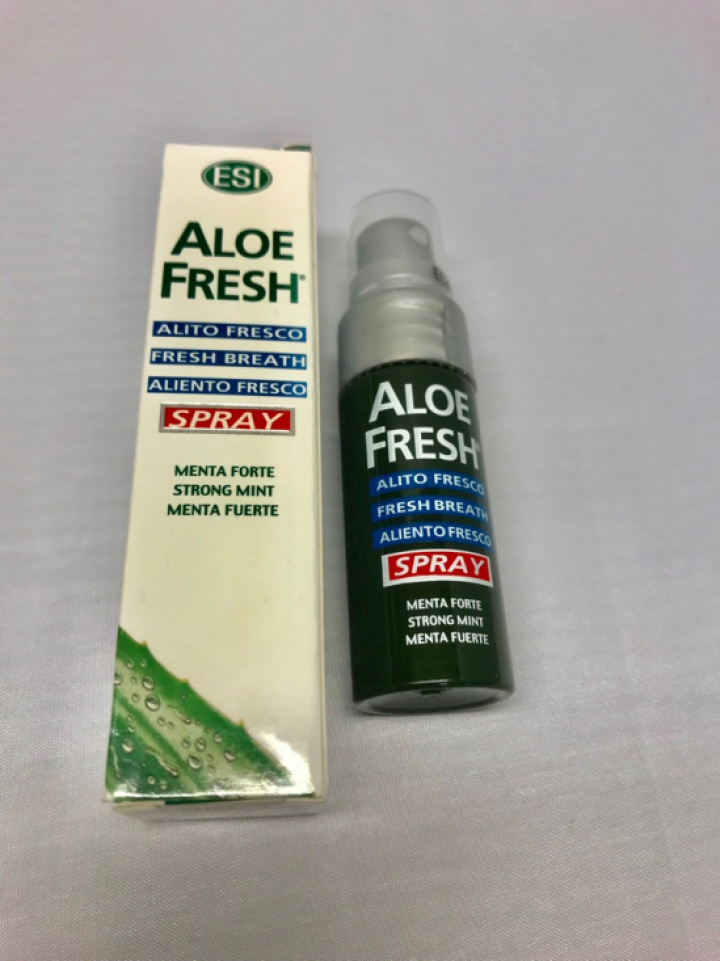 ESI
ALOE
FRESH®
ALITO FRESCO
FRESH BREATH
ALIENTO FRESCO
SPRAY
MENTA FORTE
STRONG MINT
MENTA FUERTE
ALOE
FRESH®
ALITO FRESCO
FRESH BREATH
ALIENTO FRESCO
SPRAY
MENTA FORTE
STRONG MINT
MENTA FUERTE